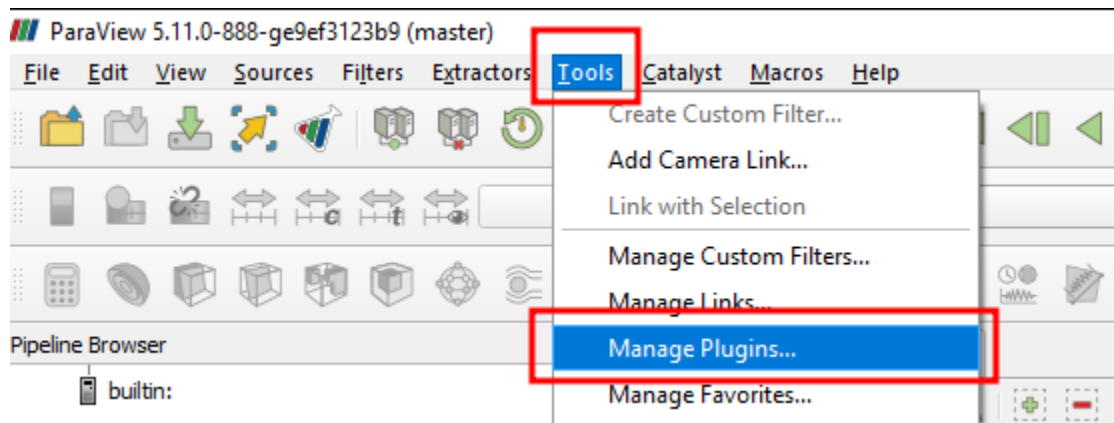 ParaView 5.11.0-888-ge9ef3123b9 (master)
File Edit View Sources Filters Extractors Tools Catalyst Macros Help
Create Custom Filter...
Add Camera Link...
Link with Selection
Manage Custom Filters...
Manage Links...
Pipeline Browser
Manage Plugins...
builtin:
Manage Favorites...